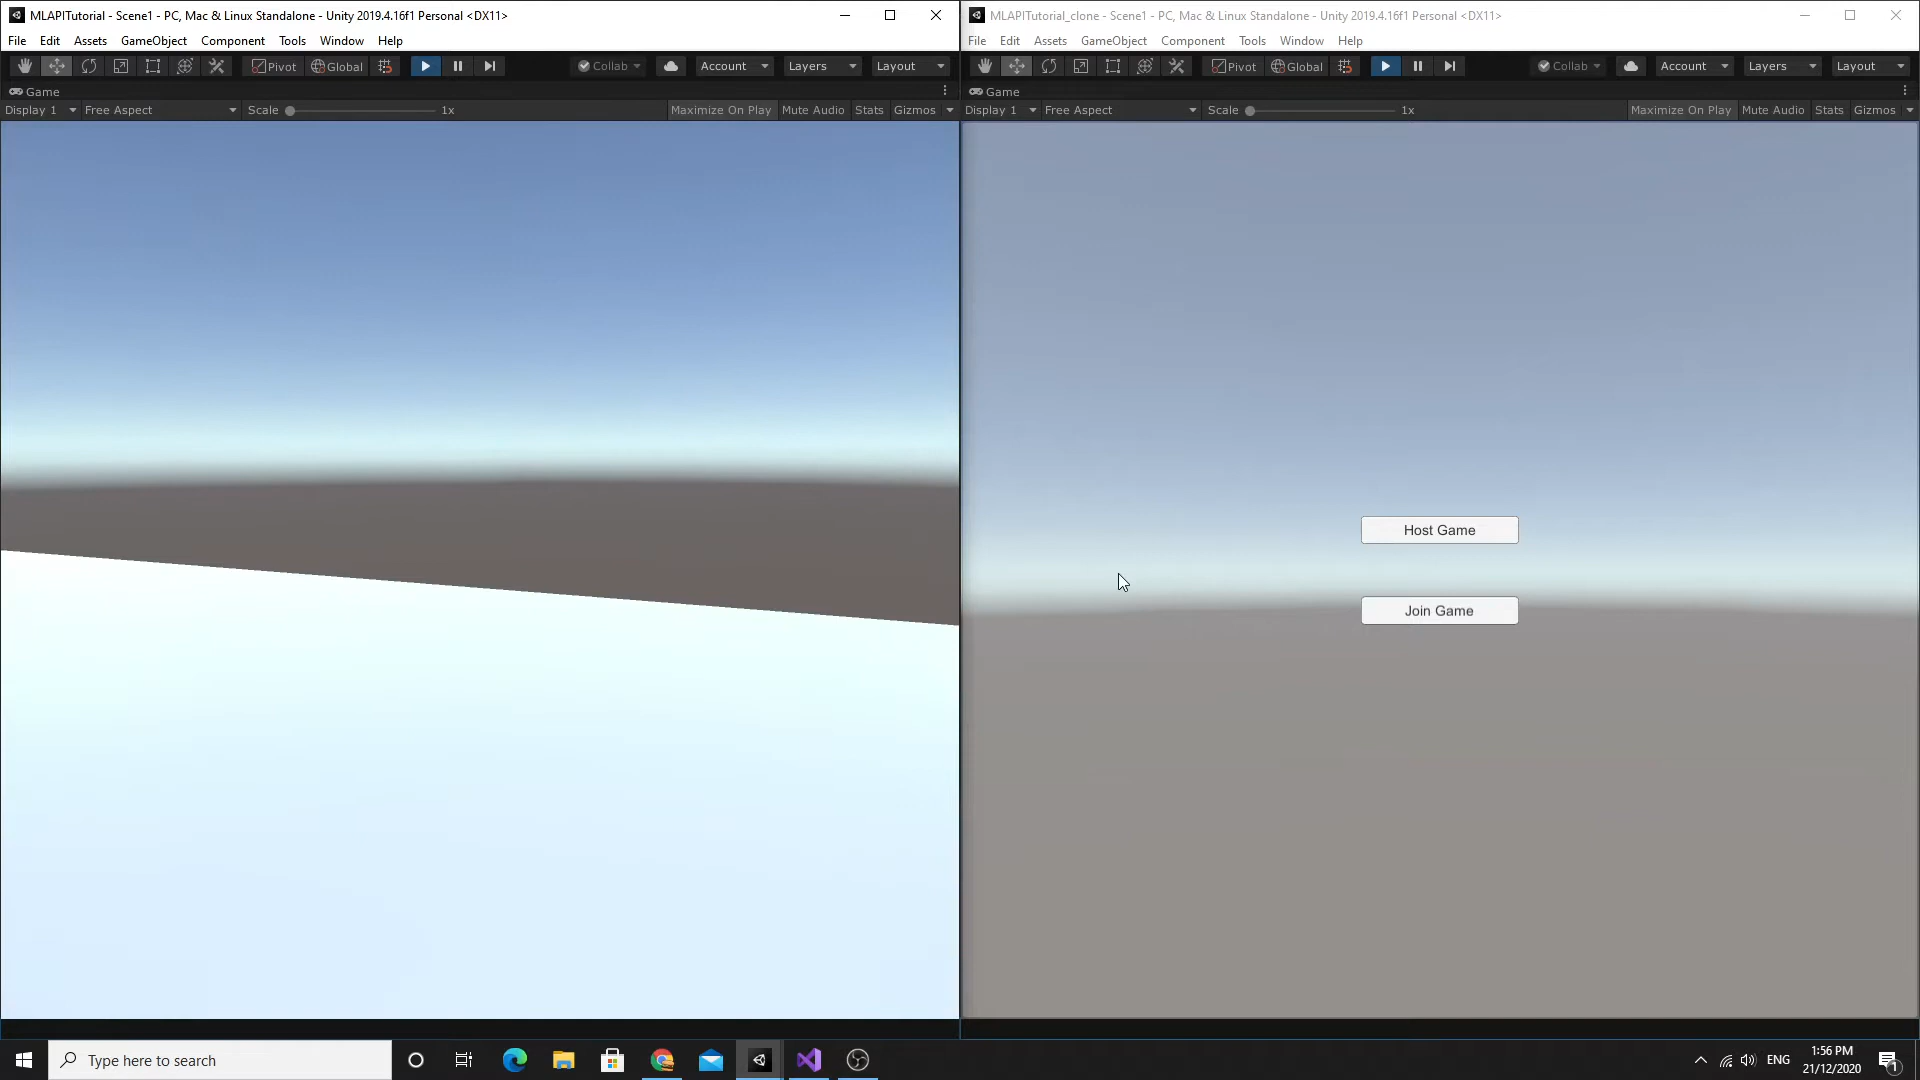 MLAPITutorial - Scene1 - PC, Mac & Linux Standalone - Unity 2019.4.16f1 Personal <DX11>
File Edit Assets GameObject Component Tools Window Help
Pivot Global Collab Account Layers Layout
Game
Display 1 Free Aspect Scale 1x Maximize On Play Mute Audio Stats Gizmos
MLAPITutorial_clone - Scene1 - PC, Mac & Linux Standalone - Unity 2019.4.16f1 Personal <DX11>
File Edit Assets GameObject Component Tools Window Help
Pivot Global Collab Account Layers Layout
Game
Display 1 Free Aspect Scale 1x Maximize On Play Mute Audio Stats Gizmos
Host Game
Join Game
Type here to search
ENG
1:56 PM
21/12/2020
1